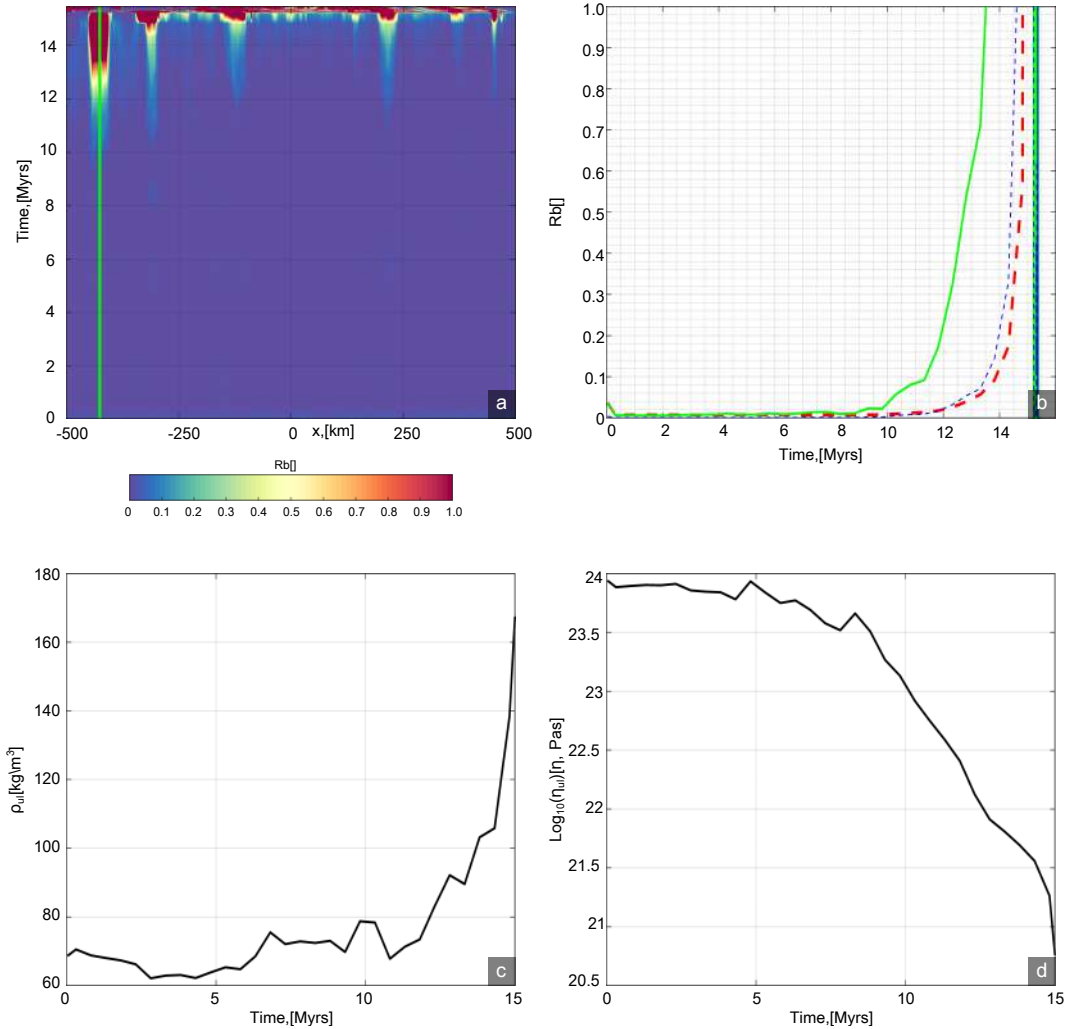 14
12
10
8
6
4
2
0
Time,[Myrs]
-500
-250
0
x,[km]
250
500
a
Rb[]
0 0.1 0.2 0.3 0.4 0.5 0.6 0.7 0.8 0.9 1.0
1.0
0.9
0.8
0.7
0.6
0.5
0.4
0.3
0.2
0.1
0
Rb[]
0 2 4 6 8 10 12 14
Time,[Myrs]
b
180
160
140
120
100
80
60
ρul[kg\m³]
0 5 10 15
Time,[Myrs]
c
24
23.5
23
22.5
22
21.5
21
20.5
Log₁₀(ηul)[η, Pas]
0 5 10 15
Time,[Myrs]
d